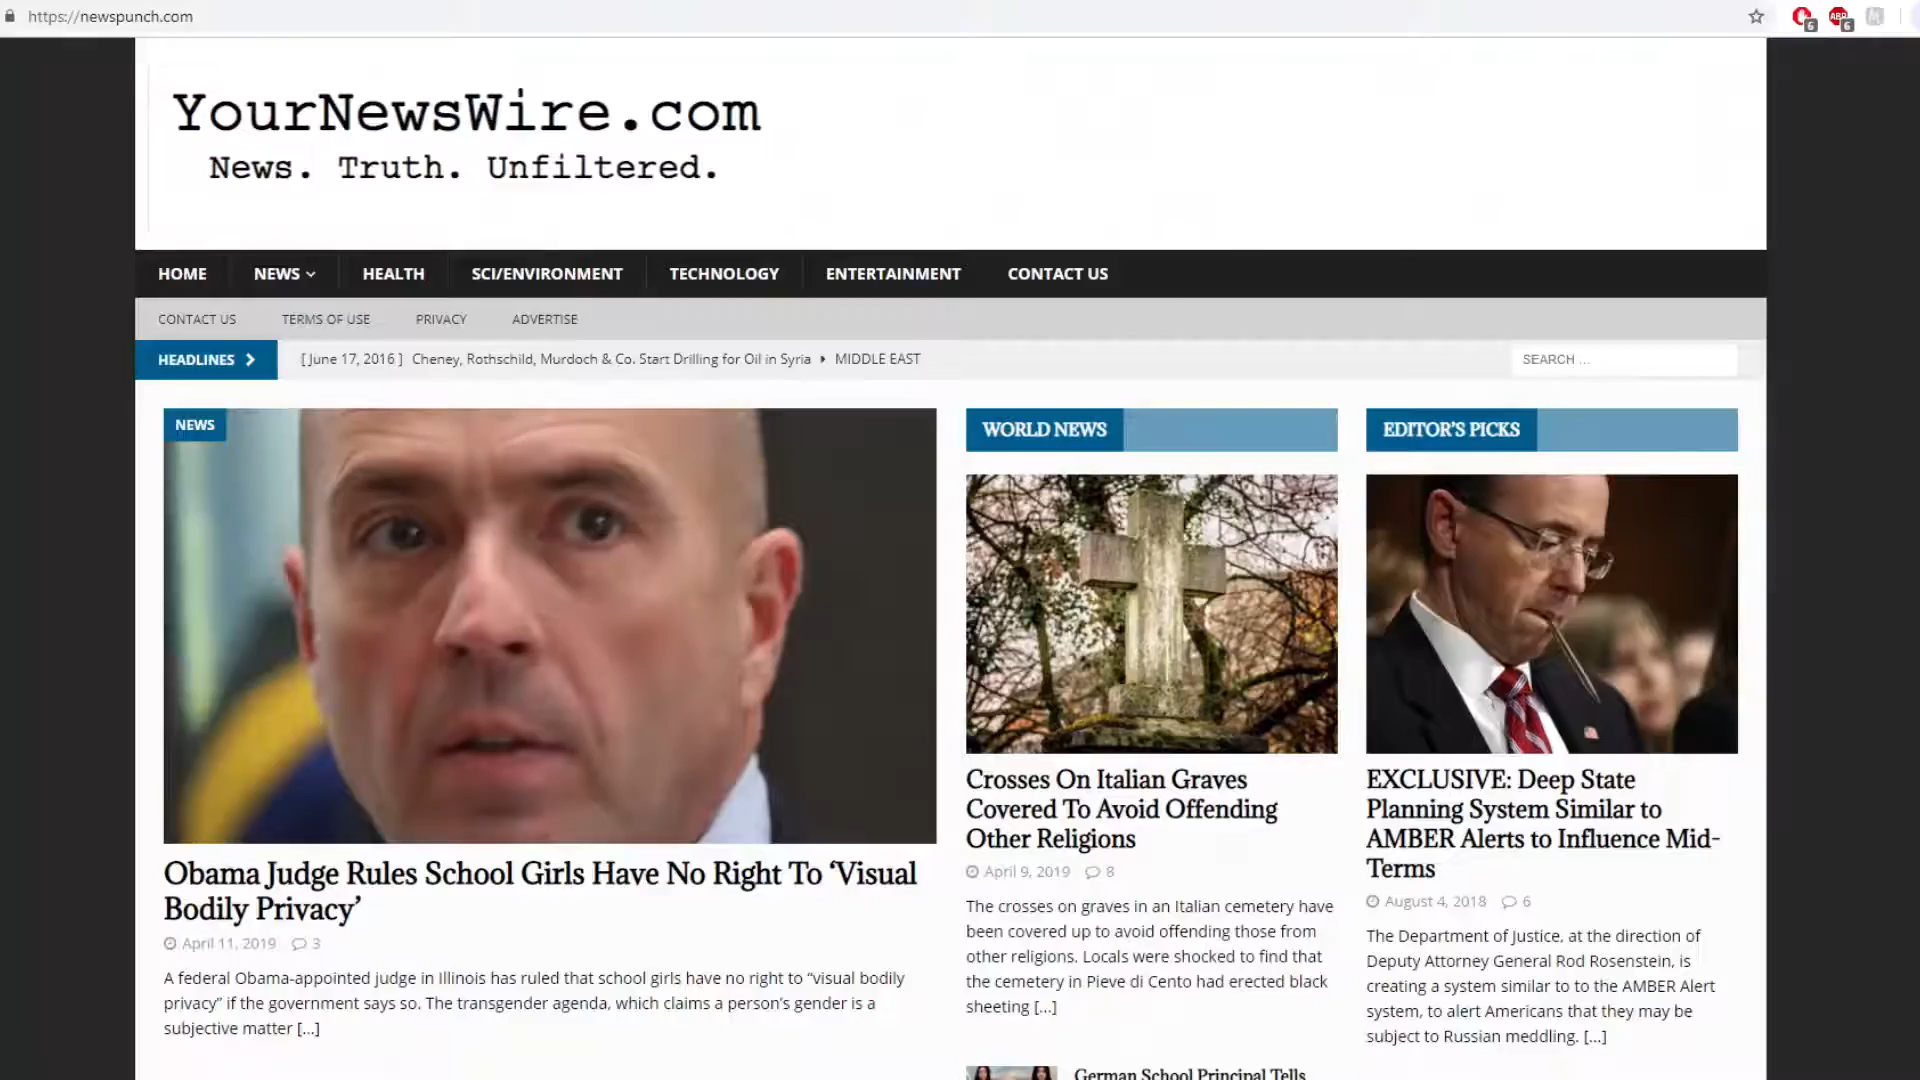 https://newspunch.com
6
ABP
6
YourNewsWire.com
News. Truth. Unfiltered.
HOME
NEWS
HEALTH
SCI/ENVIRONMENT
TECHNOLOGY
ENTERTAINMENT
CONTACT US
CONTACT US
TERMS OF USE
PRIVACY
ADVERTISE
HEADLINES
[ June 17, 2016 ] Cheney, Rothschild, Murdoch & Co. Start Drilling for Oil in Syria
MIDDLE EAST
SEARCH ...
NEWS
Obama Judge Rules School Girls Have No Right To ‘Visual
Bodily Privacy’
April 11, 2019
3
A federal Obama-appointed judge in Illinois has ruled that school girls have no right to “visual bodily
privacy” if the government says so. The transgender agenda, which claims a person’s gender is a
subjective matter [...]
WORLD NEWS
Crosses On Italian Graves
Covered To Avoid Offending
Other Religions
April 9, 2019
8
The crosses on graves in an Italian cemetery have
been covered up to avoid offending those from
other religions. Locals were shocked to find that
the cemetery in Pieve di Cento had erected black
sheeting [...]
German School Principal Tells
EDITOR’S PICKS
EXCLUSIVE: Deep State
Planning System Similar to
AMBER Alerts to Influence Mid-
Terms
August 4, 2018
6
The Department of Justice, at the direction of
Deputy Attorney General Rod Rosenstein, is
creating a system similar to to the AMBER Alert
system, to alert Americans that they may be
subject to Russian meddling. [...]